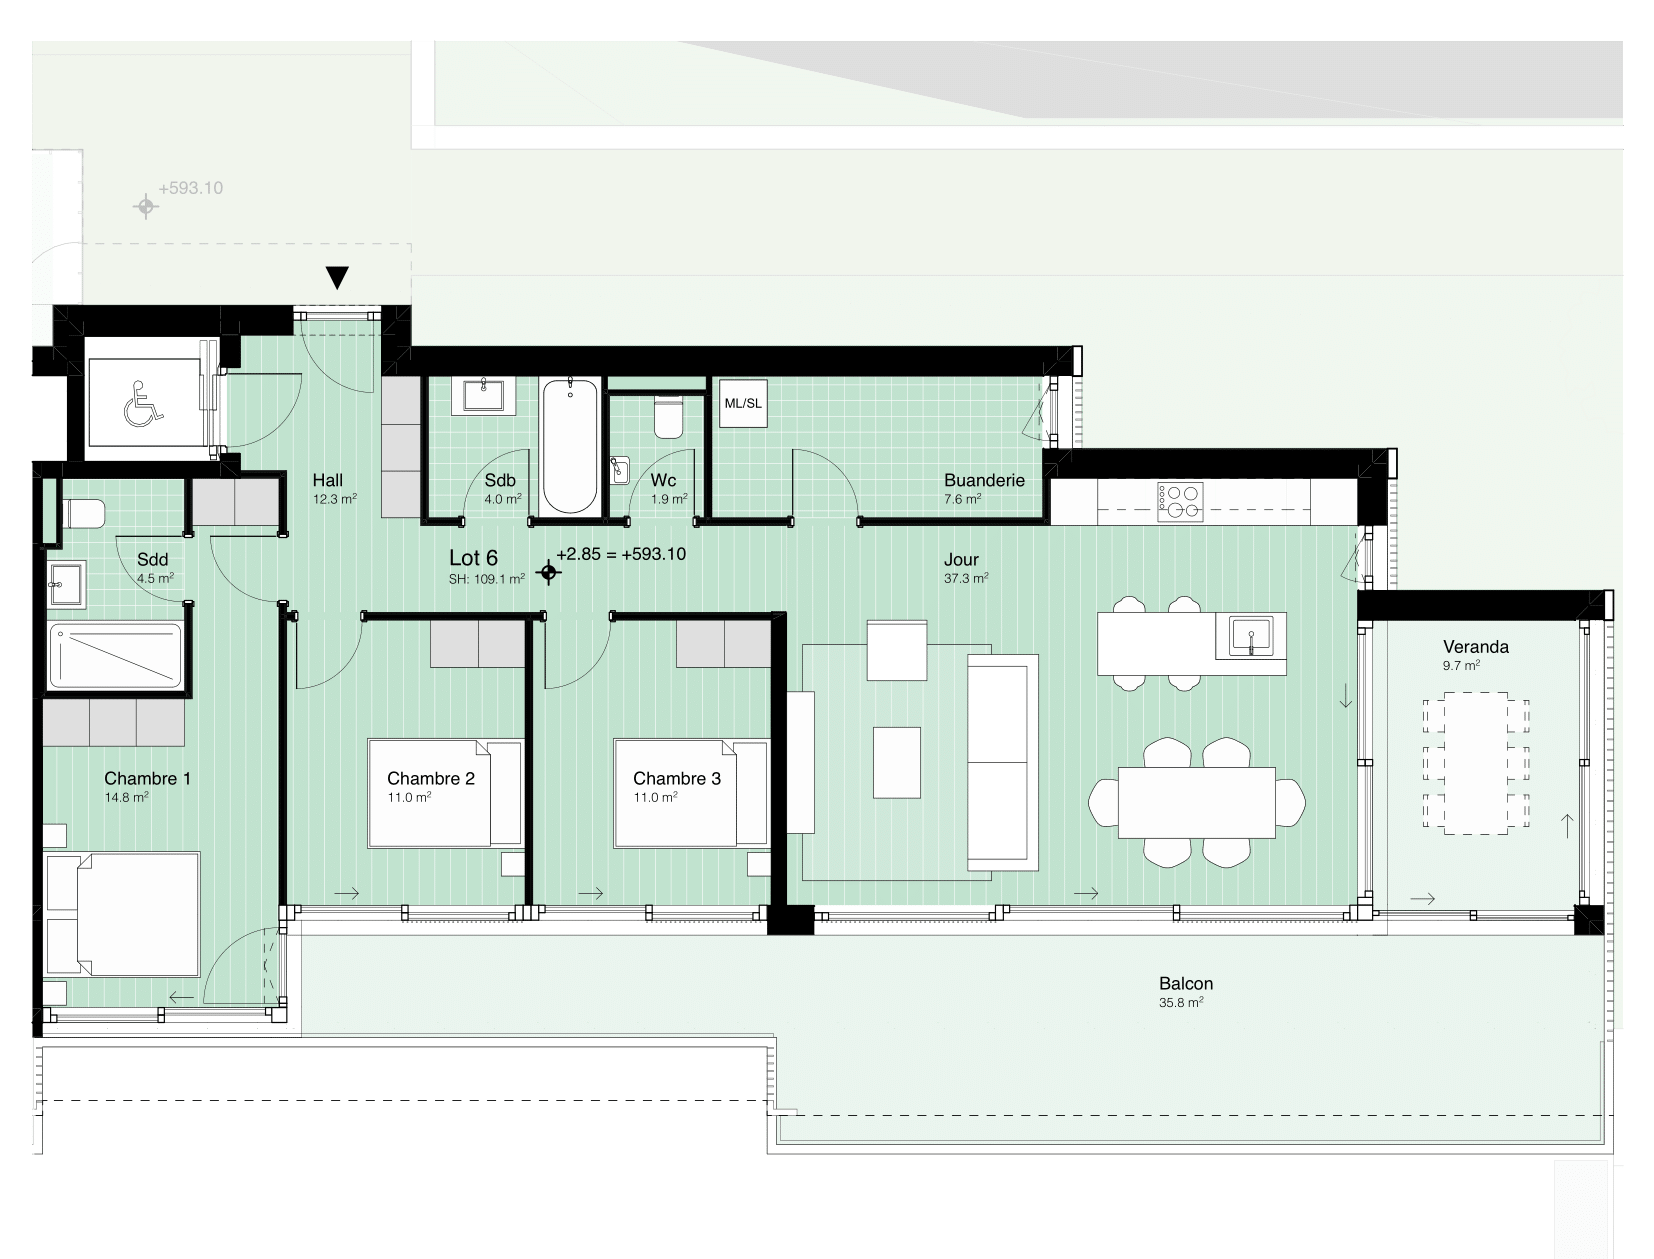 +593.10
ML/SL
Hall
12.3 m²
Sdb
4.0 m²
Wc
1.9 m²
Buanderie
7.6 m²
Sdd
4.5 m²
Lot 6
SH: 109.1 m²
+2.85 = +593.10
Jour
37.3 m²
Veranda
9.7 m²
Chambre 1
14.8 m²
Chambre 2
11.0 m²
Chambre 3
11.0 m²
Balcon
35.8 m²